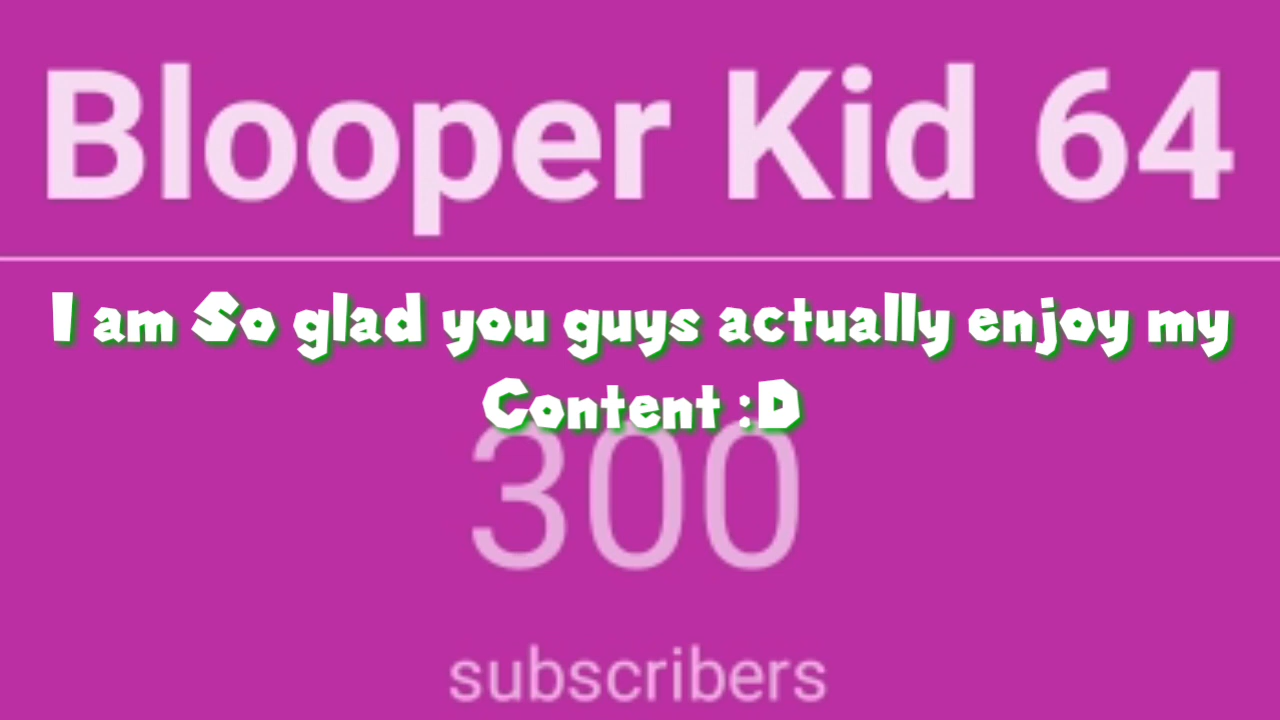 Blooper Kid 64
I am So glad you guys actually enjoy my
Content :D
300
subscribers